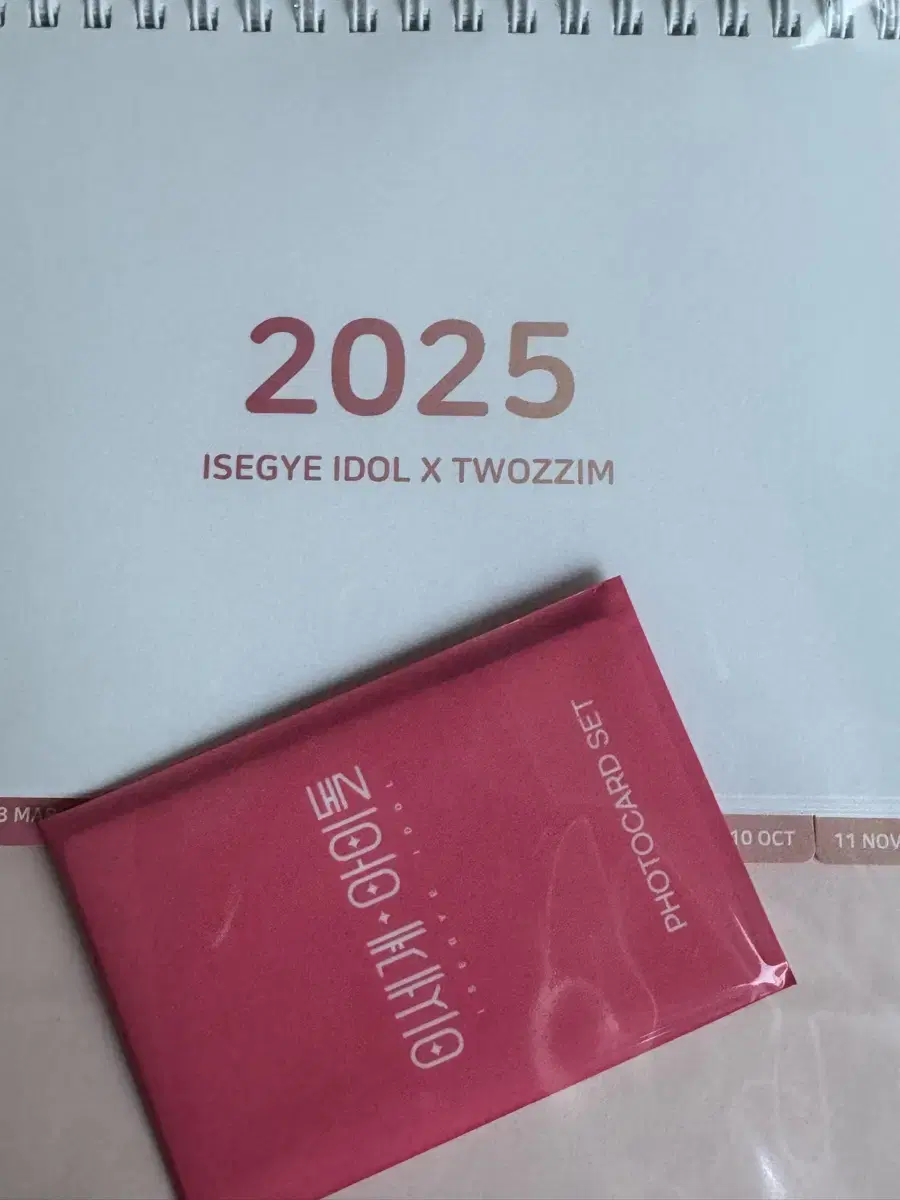 2025
ISEGYE IDOL X TWOZZIM
10 OCT
11 NOV
PHOTOCARD SET
이세계아이돌
ISEGYE IDOL